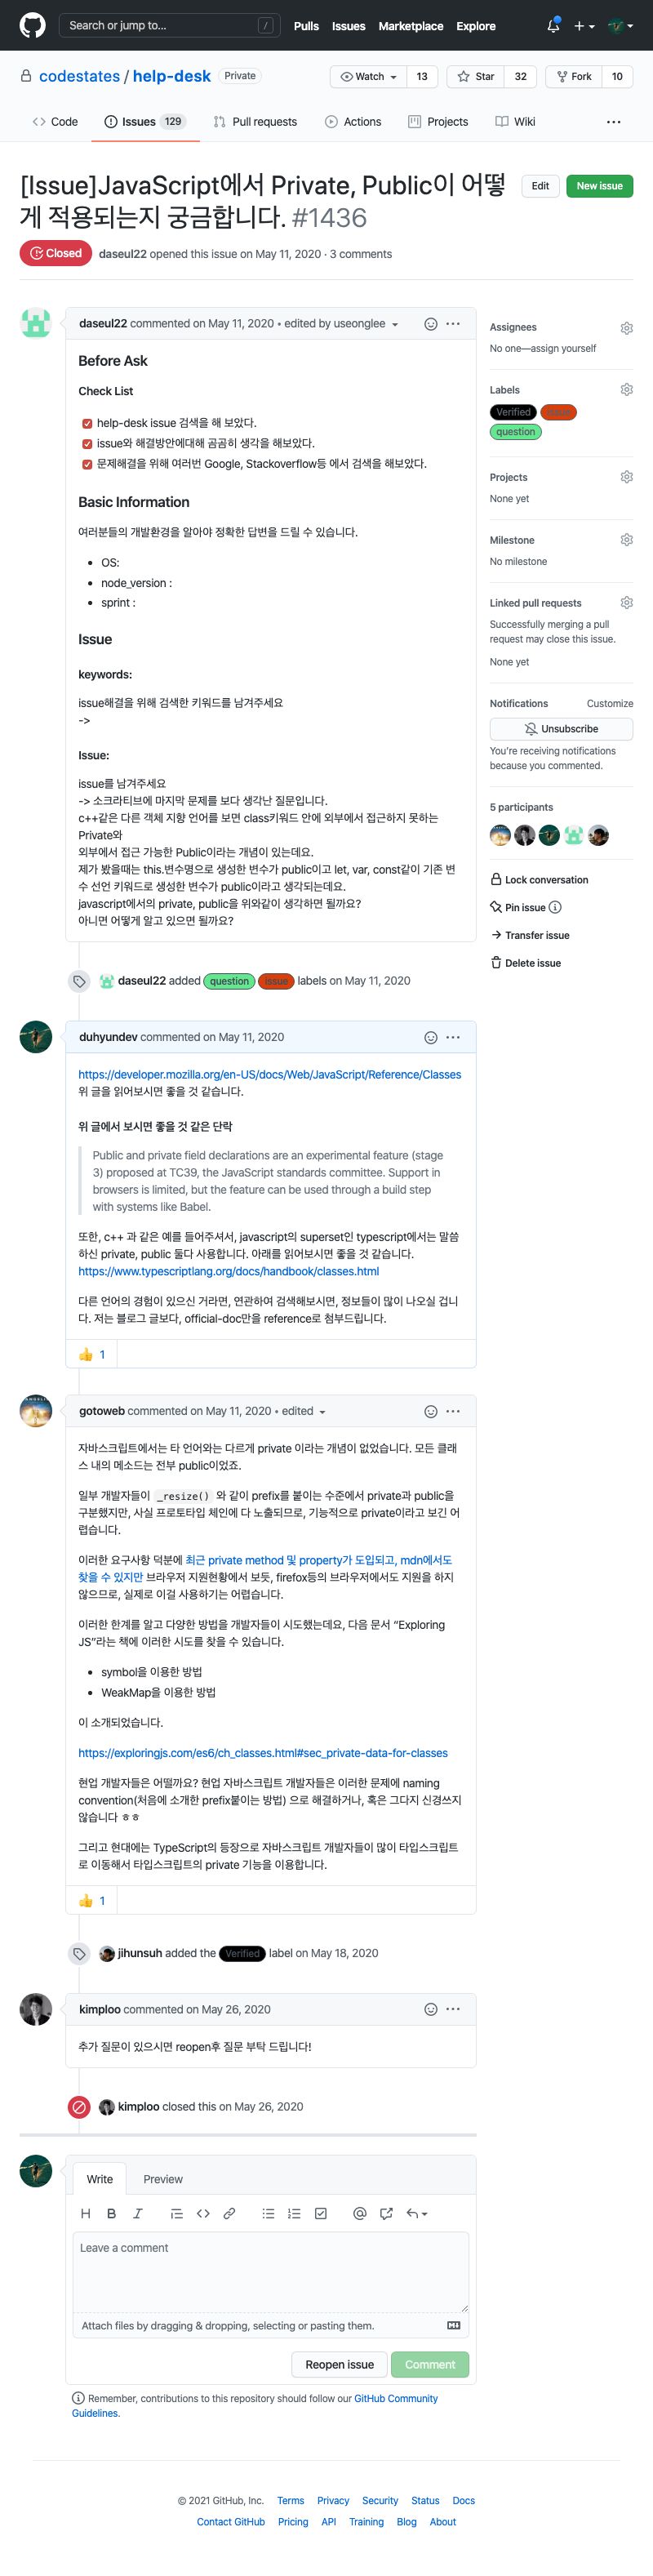 Search or jump to... /
Pulls Issues Marketplace Explore
codestates / help-desk Private
Watch 13 Star 32 Fork 10
Code Issues 129 Pull requests Actions Projects Wiki
[Issue]JavaScript에서 Private, Public이 어떻
게 적용되는지 궁금합니다. #1436
Edit New issue
Closed daseul22 opened this issue on May 11, 2020 · 3 comments
daseul22 commented on May 11, 2020 • edited by useonglee
Before Ask
Check List
help-desk issue 검색을 해 보았다.
issue와 해결방안에대해 곰곰히 생각을 해보았다.
문제해결을 위해 여러번 Google, Stackoverflow등 에서 검색을 해보았다.
Basic Information
여러분들의 개발환경을 알아야 정확한 답변을 드릴 수 있습니다.
• OS:
• node_version :
• sprint :
Issue
keywords:
issue해결을 위해 검색한 키워드를 남겨주세요
->
Issue:
issue를 남겨주세요
-> 소크라티브에 마지막 문제를 보다 생각난 질문입니다.
c++같은 다른 객체 지향 언어를 보면 class키워드 안에 외부에서 접근하지 못하는
Private와
외부에서 접근 가능한 Public이라는 개념이 있는데요.
제가 봤을때는 this.변수명으로 생성한 변수가 public이고 let, var, const같이 기존 변
수 선언 키워드로 생성한 변수가 public이라고 생각되는데요.
javascript에서의 private, public을 위와같이 생각하면 될까요?
아니면 어떻게 알고 있으면 될까요?
Assignees
No one—assign yourself
Labels
Verified issue
question
Projects
None yet
Milestone
No milestone
Linked pull requests
Successfully merging a pull
request may close this issue.
None yet
Notifications Customize
Unsubscribe
You're receiving notifications
because you commented.
5 participants
Lock conversation
Pin issue
Transfer issue
Delete issue
daseul22 added question issue labels on May 11, 2020
duhyundev commented on May 11, 2020
https://developer.mozilla.org/en-US/docs/Web/JavaScript/Reference/Classes
위 글을 읽어보시면 좋을 것 같습니다.
위 글에서 보시면 좋을 것 같은 단락
Public and private field declarations are an experimental feature (stage
3) proposed at TC39, the JavaScript standards committee. Support in
browsers is limited, but the feature can be used through a build step
with systems like Babel.
또한, c++ 과 같은 예를 들어주셔서, javascript의 superset인 typescript에서는 말씀
하신 private, public 둘다 사용합니다. 아래를 읽어보시면 좋을 것 같습니다.
https://www.typescriptlang.org/docs/handbook/classes.html
다른 언어의 경험이 있으신 거라면, 연관하여 검색해보시면, 정보들이 많이 나오실 겁니
다. 저는 블로그 글보다, official-doc만을 reference로 첨부드립니다.
👍 1
gotoweb commented on May 11, 2020 • edited
자바스크립트에서는 타 언어와는 다르게 private 이라는 개념이 없었습니다. 모든 클래
스 내의 메소드는 전부 public이었죠.
일부 개발자들이 _resize() 와 같이 prefix를 붙이는 수준에서 private과 public을
구분했지만, 사실 프로토타입 체인에 다 노출되므로, 기능적으로 private이라고 보긴 어
렵습니다.
이러한 요구사항 덕분에 최근 private method 및 property가 도입되고, mdn에서도
찾을 수 있지만 브라우저 지원현황에서 보듯, firefox등의 브라우저에서도 지원을 하지
않으므로, 실제로 이걸 사용하기는 어렵습니다.
이러한 한계를 알고 다양한 방법을 개발자들이 시도했는데요, 다음 문서 “Exploring
JS”라는 책에 이러한 시도를 찾을 수 있습니다.
• symbol을 이용한 방법
• WeakMap을 이용한 방법
이 소개되었습니다.
https://exploringjs.com/es6/ch_classes.html#sec_private-data-for-classes
현업 개발자들은 어떨까요? 현업 자바스크립트 개발자들은 이러한 문제에 naming
convention(처음에 소개한 prefix붙이는 방법) 으로 해결하거나, 혹은 그다지 신경쓰지
않습니다 ㅎㅎ
그리고 현대에는 TypeScript의 등장으로 자바스크립트 개발자들이 많이 타입스크립트
로 이동해서 타입스크립트의 private 기능을 이용합니다.
👍 1
jihunsuh added the Verified label on May 18, 2020
kimploo commented on May 26, 2020
추가 질문이 있으시면 reopen후 질문 부탁 드립니다!
kimploo closed this on May 26, 2020
Write Preview
Leave a comment
Attach files by dragging & dropping, selecting or pasting them.
Reopen issue Comment
Remember, contributions to this repository should follow our GitHub Community
Guidelines.
© 2021 GitHub, Inc. Terms Privacy Security Status Docs
Contact GitHub Pricing API Training Blog About